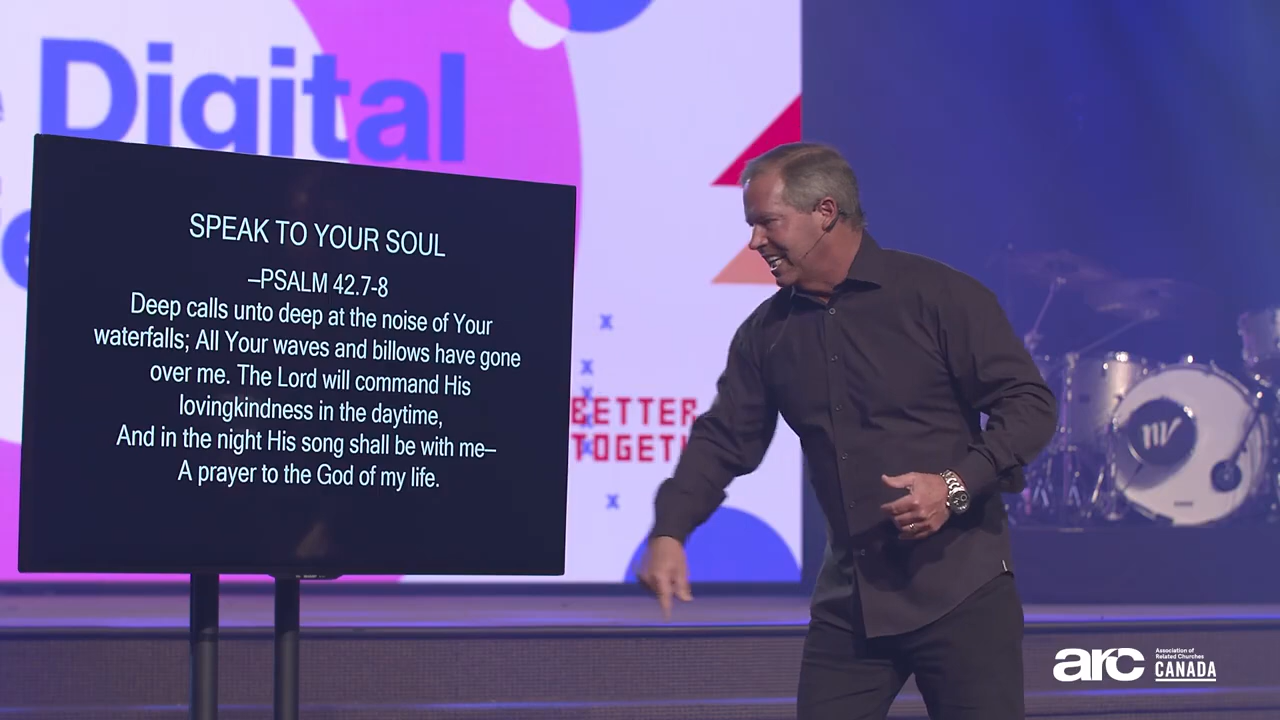 Digital
SPEAK TO YOUR SOUL
–PSALM 42.7-8
Deep calls unto deep at the noise of Your
waterfalls; All Your waves and billows have gone
over me. The Lord will command His
lovingkindness in the daytime,
And in the night His song shall be with me–
A prayer to the God of my life.
BETTER
arc
Association of
Related Churches
CANADA